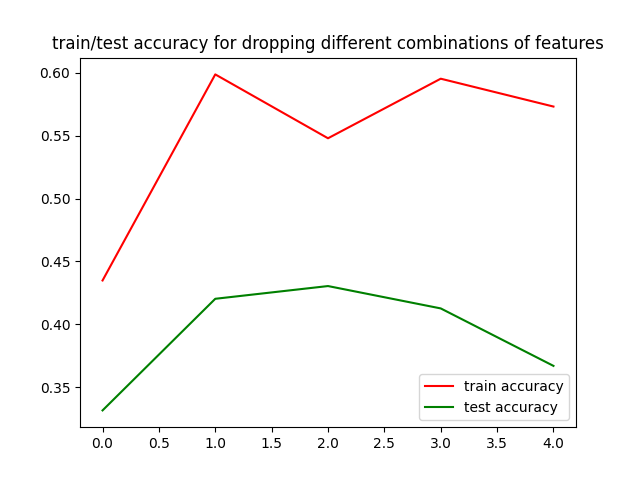 train/test accuracy for dropping different combinations of features
0.60
0.55
0.50
0.45
0.40
0.35
train accuracy
test accuracy
0.0 0.5 1.0 1.5 2.0 2.5 3.0 3.5 4.0